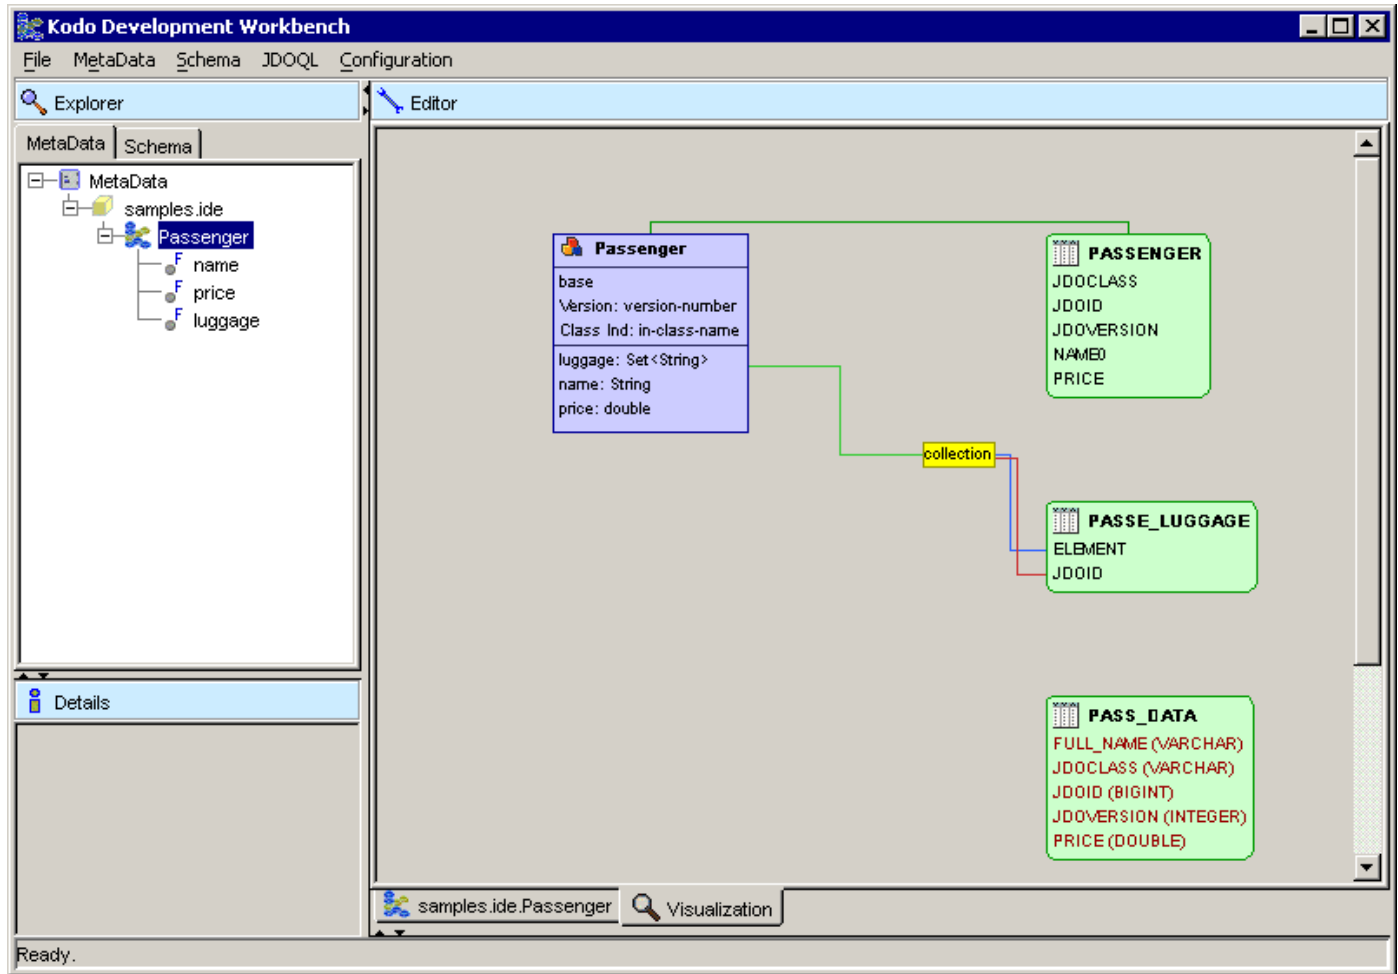 Kodo Development Workbench
File MetaData Schema JDOQL Configuration
Explorer
Editor
MetaData Schema
MetaData
samples.ide
Passenger
name
price
luggage
Passenger
base
Version: version-number
Class Ind: in-class-name
luggage: Set<String>
name: String
price: double
PASSENGER
JDOCLASS
JDOID
JDOVERSION
NAME0
PRICE
collection
PASSE_LUGGAGE
ELEMENT
JDOID
PASS_DATA
FULL_NAME (VARCHAR)
JDOCLASS (VARCHAR)
JDOID (BIGINT)
JDOVERSION (INTEGER)
PRICE (DOUBLE)
Details
samples.ide.Passenger Visualization
Ready.